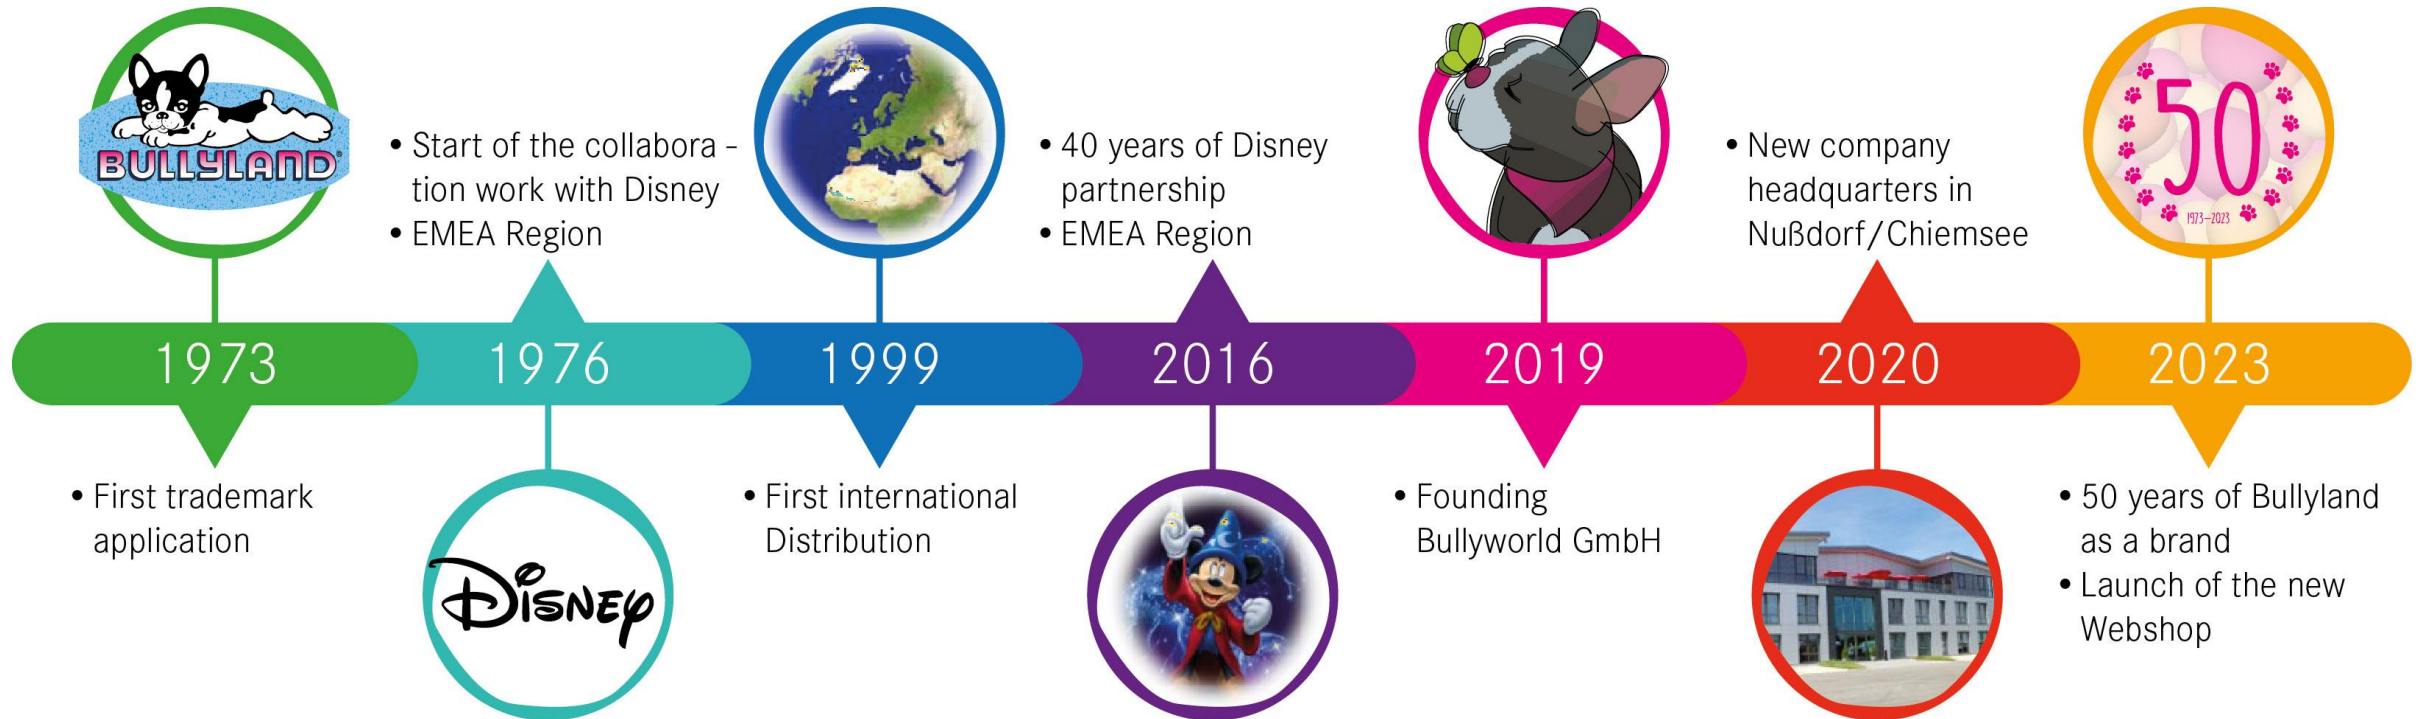 BULLYLAND
1973
• First trademark
application
• Start of the collabora -
tion work with Disney
• EMEA Region
1976
Disney
1999
• First international
Distribution
• 40 years of Disney
partnership
• EMEA Region
2016
2019
• Founding
Bullyworld GmbH
• New company
headquarters in
Nußdorf/Chiemsee
2020
50
1973–2023
2023
• 50 years of Bullyland
as a brand
• Launch of the new
Webshop